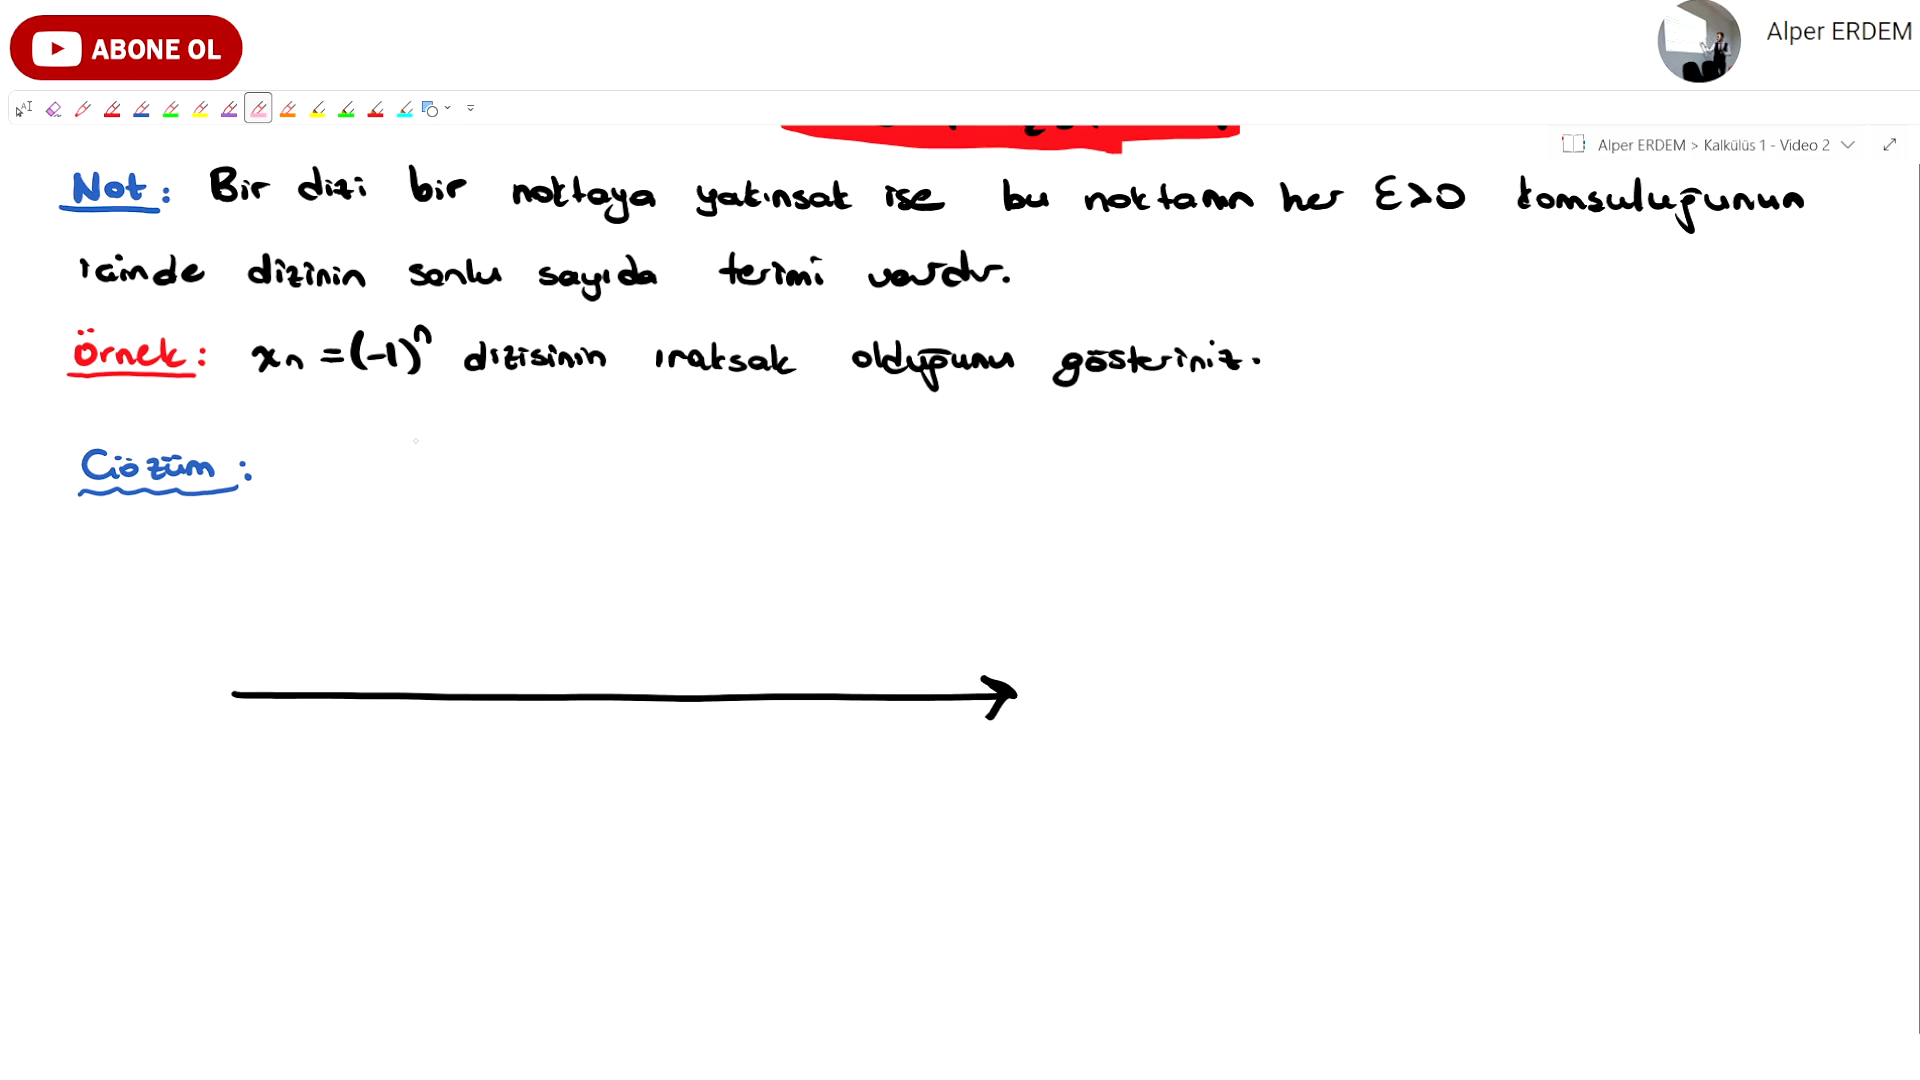 ABONE OL
Alper ERDEM
Alper ERDEM > Kalkülüs 1 - Video 2
Not: Bir dizi bir noktaya yakınsak ise bu noktanın her ε>0 komşuluğunun
içinde dizinin sonlu sayıda terimi vardır.
Örnek: xn = (-1)^n dizisinin ıraksak olduğunu gösteriniz.
Çözüm: